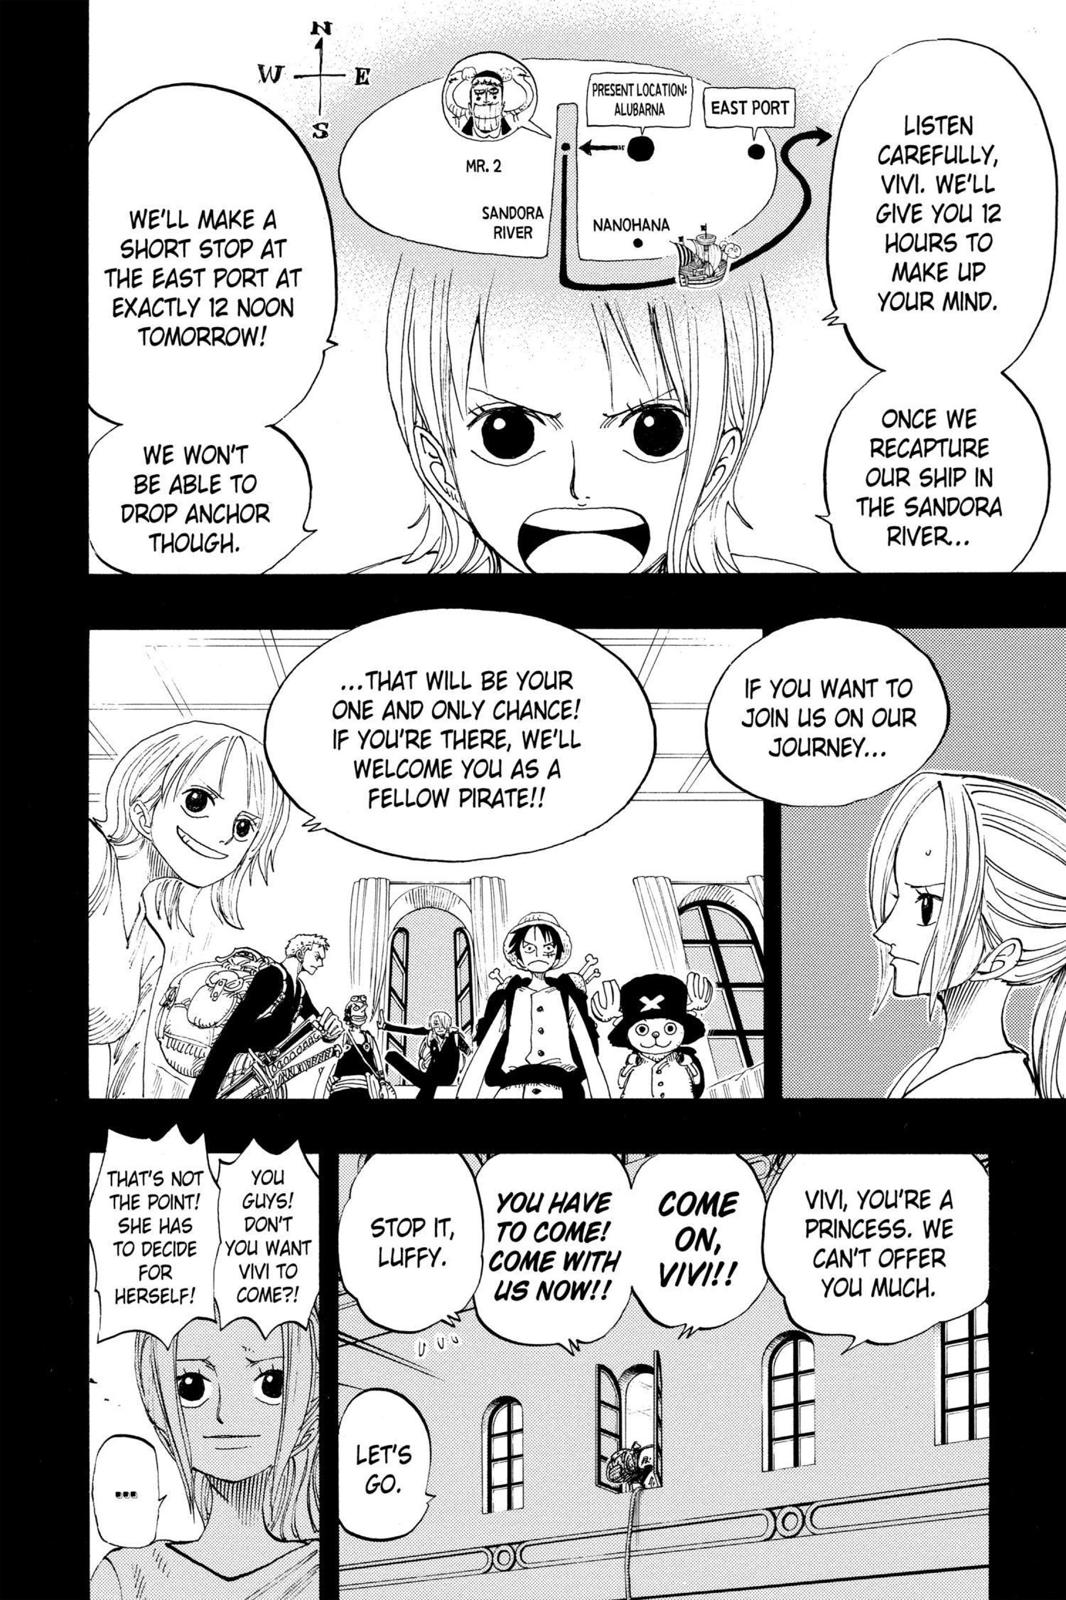 N
W E
S
LISTEN
CAREFULLY,
VIVI. WE'LL
GIVE YOU 12
HOURS TO
MAKE UP
YOUR MIND.
ONCE WE
RECAPTURE
OUR SHIP IN
THE SANDORA
RIVER...
PRESENT LOCATION:
ALUBARNA
EAST PORT
MR. 2
SANDORA
RIVER
NANOHANA
WE'LL MAKE A
SHORT STOP AT
THE EAST PORT AT
EXACTLY 12 NOON
TOMORROW!
WE WON'T
BE ABLE TO
DROP ANCHOR
THOUGH.
IF YOU WANT TO
JOIN US ON OUR
JOURNEY...
...THAT WILL BE YOUR
ONE AND ONLY CHANCE!
IF YOU'RE THERE, WE'LL
WELCOME YOU AS A
FELLOW PIRATE!!
VIVI, YOU'RE A
PRINCESS. WE
CAN'T OFFER
YOU MUCH.
COME
ON,
VIVI!!
YOU HAVE
TO COME!
COME WITH
US NOW!!
STOP IT,
LUFFY.
LET'S
GO.
YOU
GUYS!
DON'T
YOU WANT
VIVI TO
COME?!
THAT'S NOT
THE POINT!
SHE HAS
TO DECIDE
FOR
HERSELF!
...